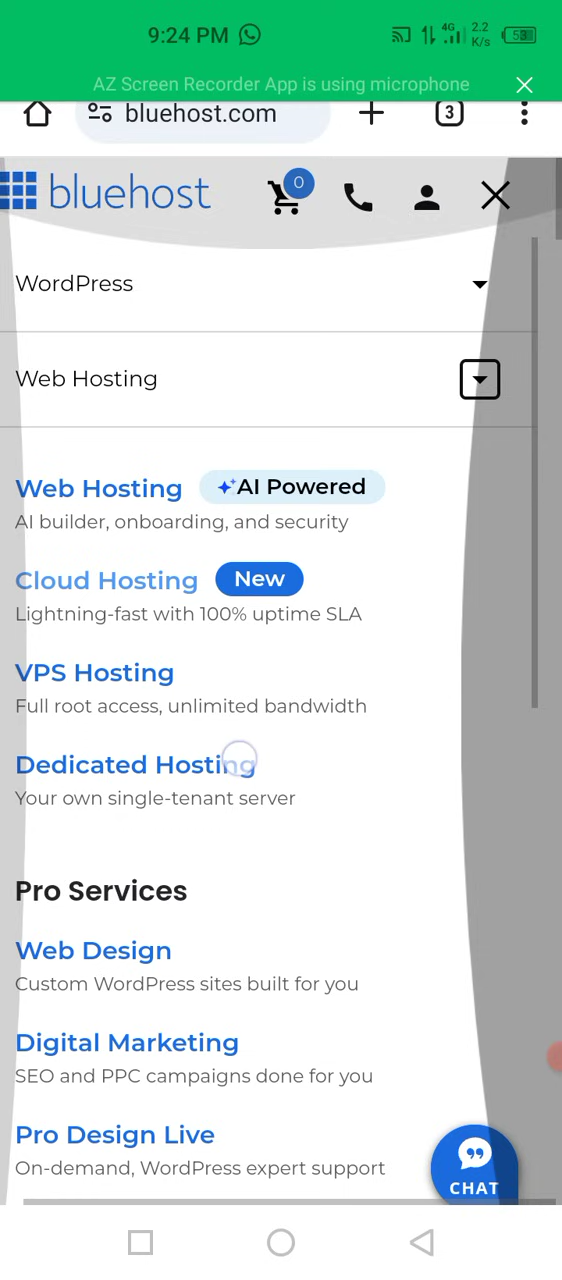 9:24 PM
4G
2.2
K/s
53
AZ Screen Recorder App is using microphone
bluehost.com
3
bluehost
0
WordPress
Web Hosting
Web Hosting
AI Powered
AI builder, onboarding, and security
Cloud Hosting
New
Lightning-fast with 100% uptime SLA
VPS Hosting
Full root access, unlimited bandwidth
Dedicated Hosting
Your own single-tenant server
Pro Services
Web Design
Custom WordPress sites built for you
Digital Marketing
SEO and PPC campaigns done for you
Pro Design Live
On-demand, WordPress expert support
CHAT